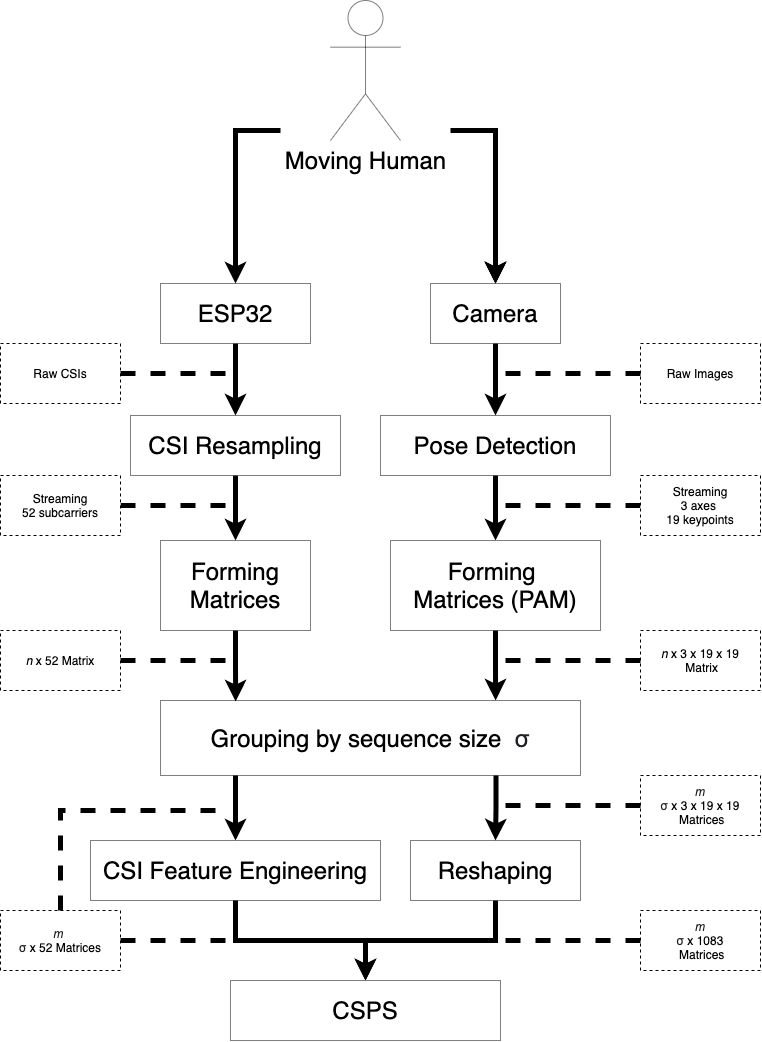 Moving Human
ESP32
Camera
Raw CSIs
Raw Images
CSI Resampling
Pose Detection
Streaming
52 subcarriers
Streaming
3 axes
19 keypoints
Forming
Matrices
Forming
Matrices (PAM)
n x 52 Matrix
n x 3 x 19 x 19
Matrix
Grouping by sequence size σ
m
σ x 3 x 19 x 19
Matrices
CSI Feature Engineering
Reshaping
m
σ x 52 Matrices
m
σ x 1083
Matrices
CSPS